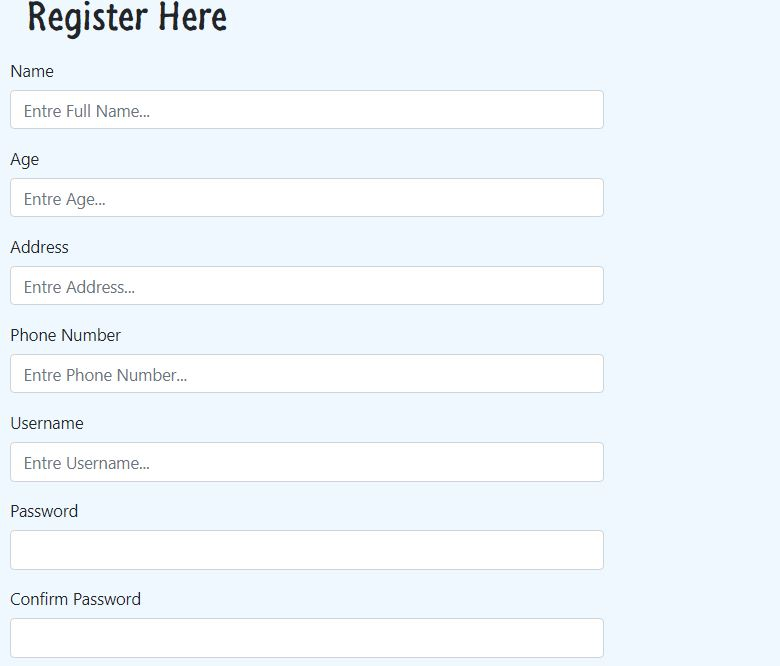 Register Here
Name
Entre Full Name...
Age
Entre Age...
Address
Entre Address...
Phone Number
Entre Phone Number...
Username
Entre Username...
Password
Confirm Password